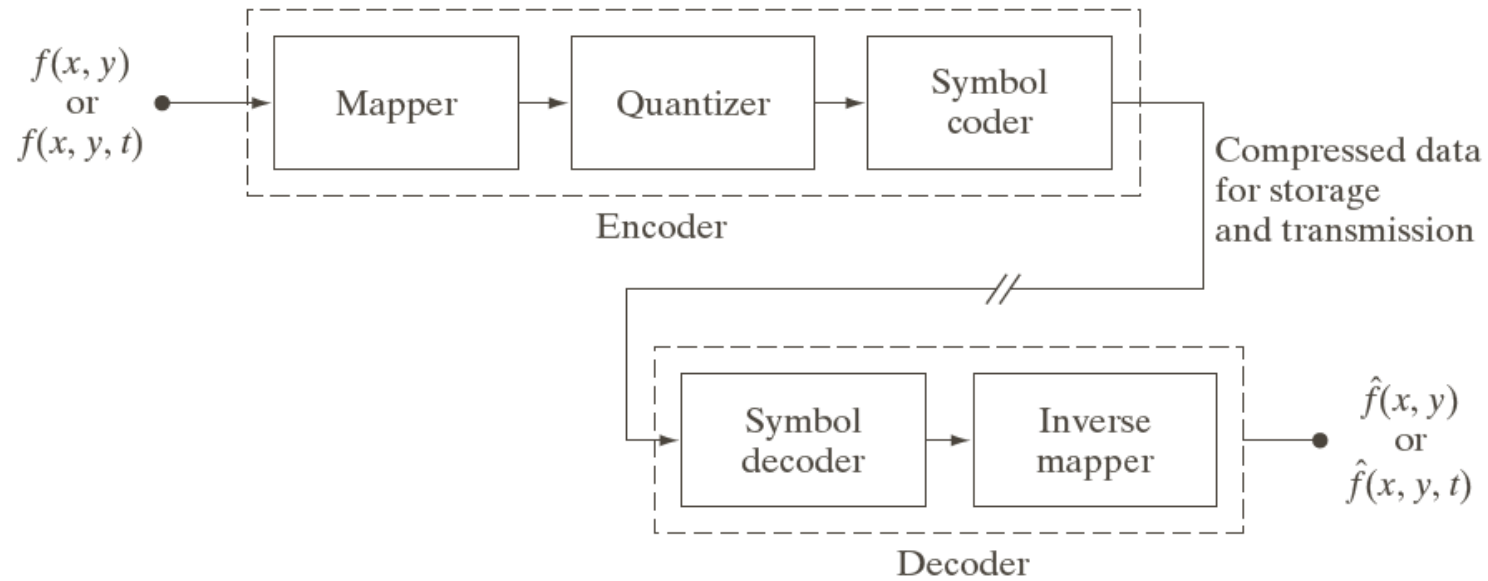 f(x, y)
or
f(x, y, t)
Mapper
Quantizer
Symbol
coder
Encoder
Compressed data
for storage
and transmission
Symbol
decoder
Inverse
mapper
Decoder
f̂(x, y)
or
f̂(x, y, t)